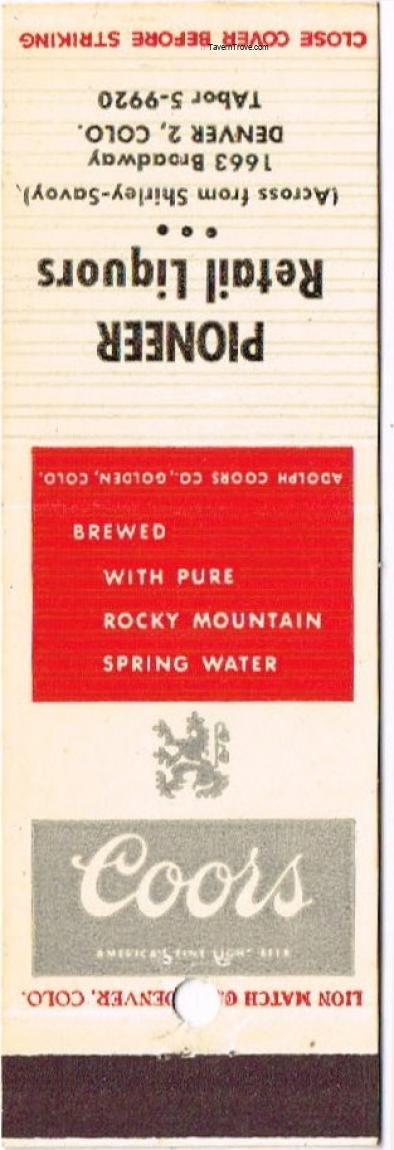 CLOSE COVER BEFORE STRIKING
TavernTrove.com
PIONEER
Retail Liquors
• • •
(Across from Shirley-Savoy)
1663 Broadway
DENVER 2, COLO.
TAbor 5-9920
ADOLPH COORS CO., GOLDEN, COLO.
BREWED
WITH PURE
ROCKY MOUNTAIN
SPRING WATER
Coors
AMERICA'S FINE LIGHT BEER
LION MATCH DENVER, COLO.